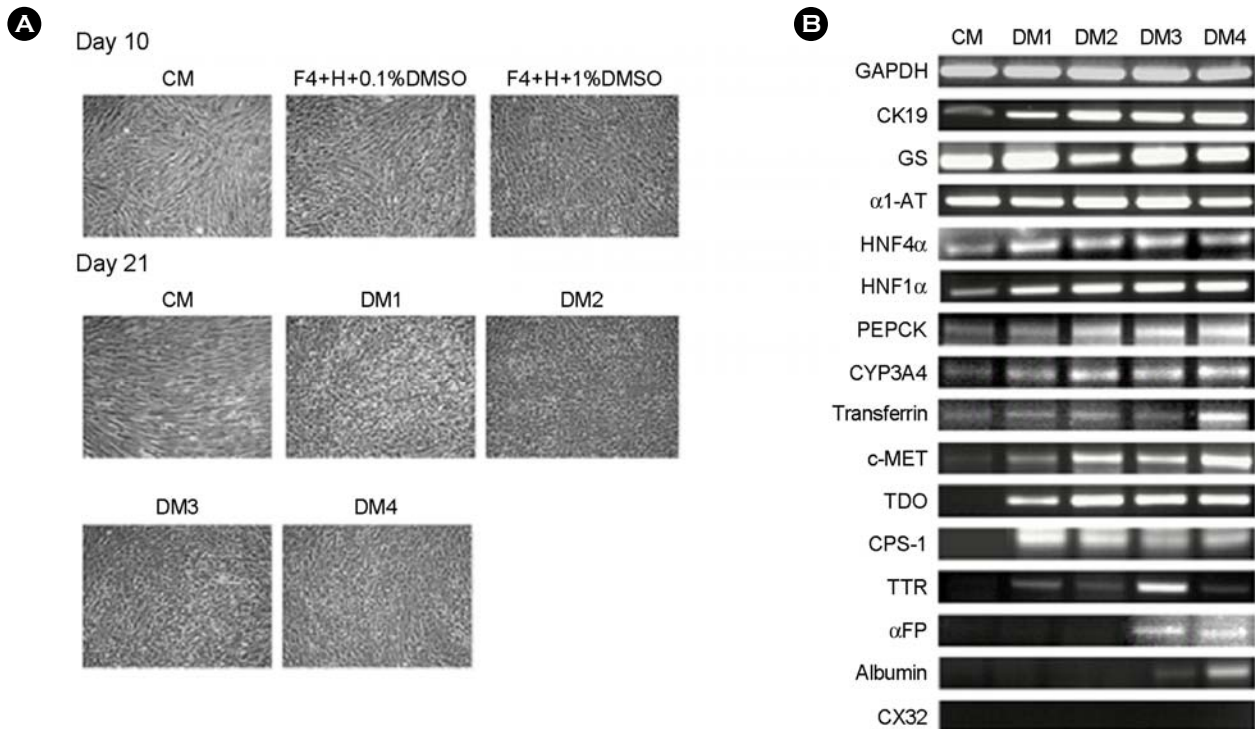 A
Day 10
CM F4+H+0.1%DMSO F4+H+1%DMSO
Day 21
CM DM1 DM2
DM3 DM4
B
CM DM1 DM2 DM3 DM4
GAPDH
CK19
GS
α1-AT
HNF4α
HNF1α
PEPCK
CYP3A4
Transferrin
c-MET
TDO
CPS-1
TTR
αFP
Albumin
CX32